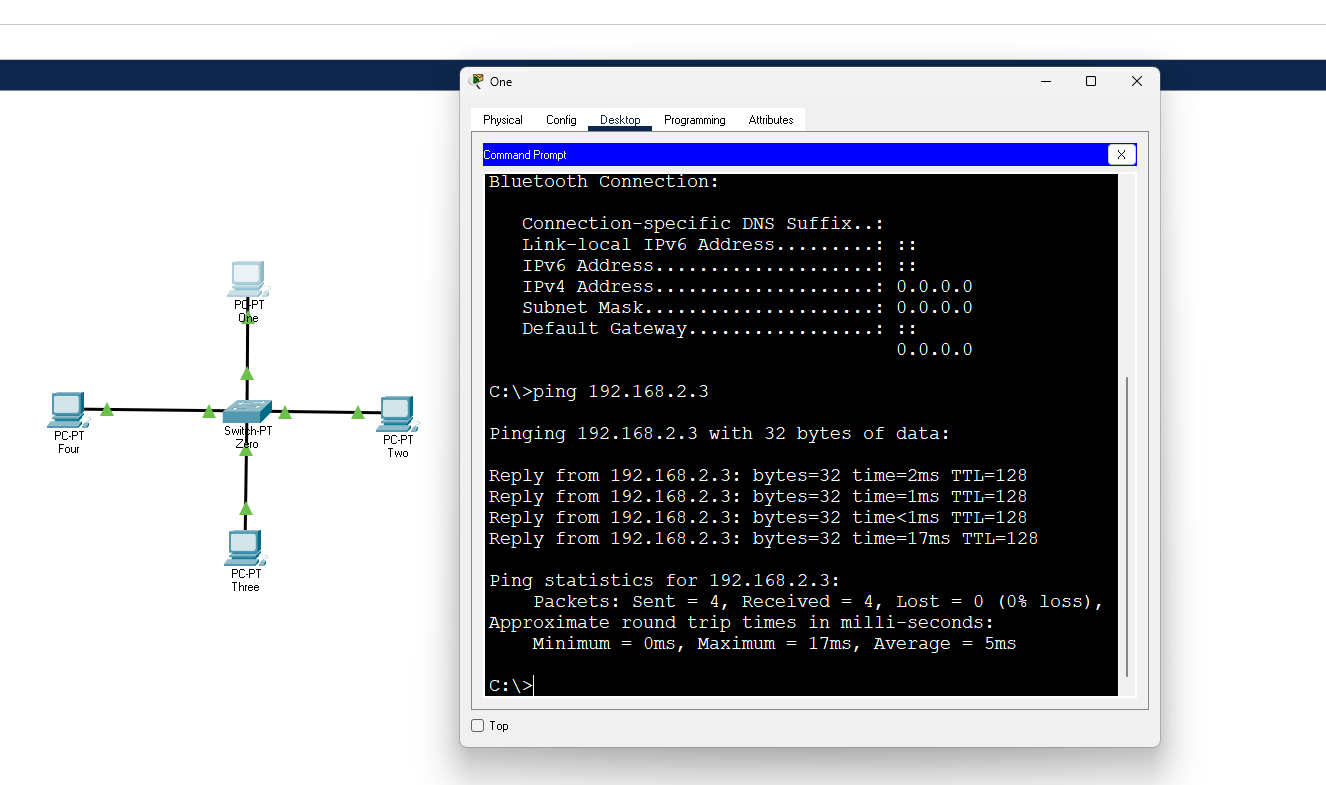 One
Physical Config Desktop Programming Attributes
Command Prompt X
Bluetooth Connection:
Connection-specific DNS Suffix..:
Link-local IPv6 Address.........: ::
IPv6 Address....................: ::
IPv4 Address....................: 0.0.0.0
Subnet Mask.....................: 0.0.0.0
Default Gateway.................: ::
0.0.0.0
C:\>ping 192.168.2.3
Pinging 192.168.2.3 with 32 bytes of data:
Reply from 192.168.2.3: bytes=32 time=2ms TTL=128
Reply from 192.168.2.3: bytes=32 time=1ms TTL=128
Reply from 192.168.2.3: bytes=32 time<1ms TTL=128
Reply from 192.168.2.3: bytes=32 time=17ms TTL=128
Ping statistics for 192.168.2.3:
Packets: Sent = 4, Received = 4, Lost = 0 (0% loss),
Approximate round trip times in milli-seconds:
Minimum = 0ms, Maximum = 17ms, Average = 5ms
C:\>
Top
PC-PT
One
PC-PT
Four
Switch-PT
Zero
PC-PT
Two
PC-PT
Three